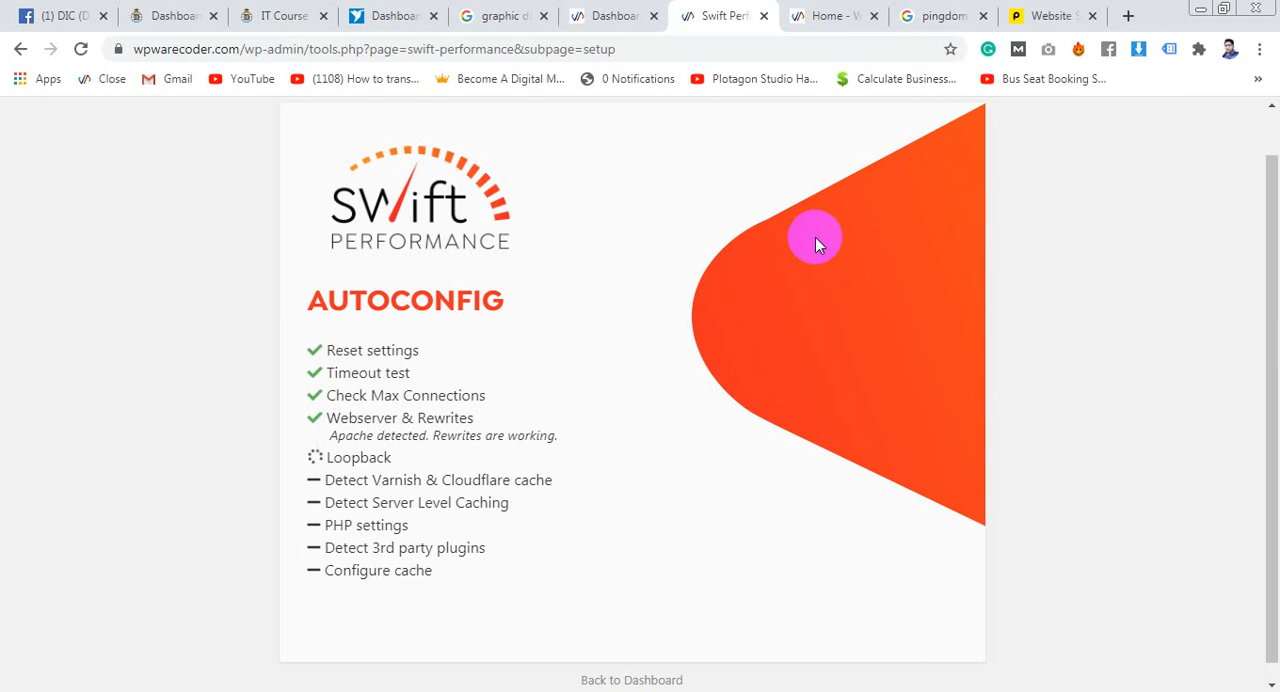 (1) DIC (D
Dashboar
IT Course
Dashboar
graphic d
Dashboar
Swift Perf
Home - W
pingdom
Website S
wpwarecoder.com/wp-admin/tools.php?page=swift-performance&subpage=setup
Apps
Close
Gmail
YouTube
(1108) How to trans...
Become A Digital M...
0 Notifications
Plotagon Studio Ha...
Calculate Business...
Bus Seat Booking S...
»
swift
PERFORMANCE
AUTOCONFIG
Reset settings
Timeout test
Check Max Connections
Webserver & Rewrites
Apache detected. Rewrites are working.
Loopback
Detect Varnish & Cloudflare cache
Detect Server Level Caching
PHP settings
Detect 3rd party plugins
Configure cache
Back to Dashboard